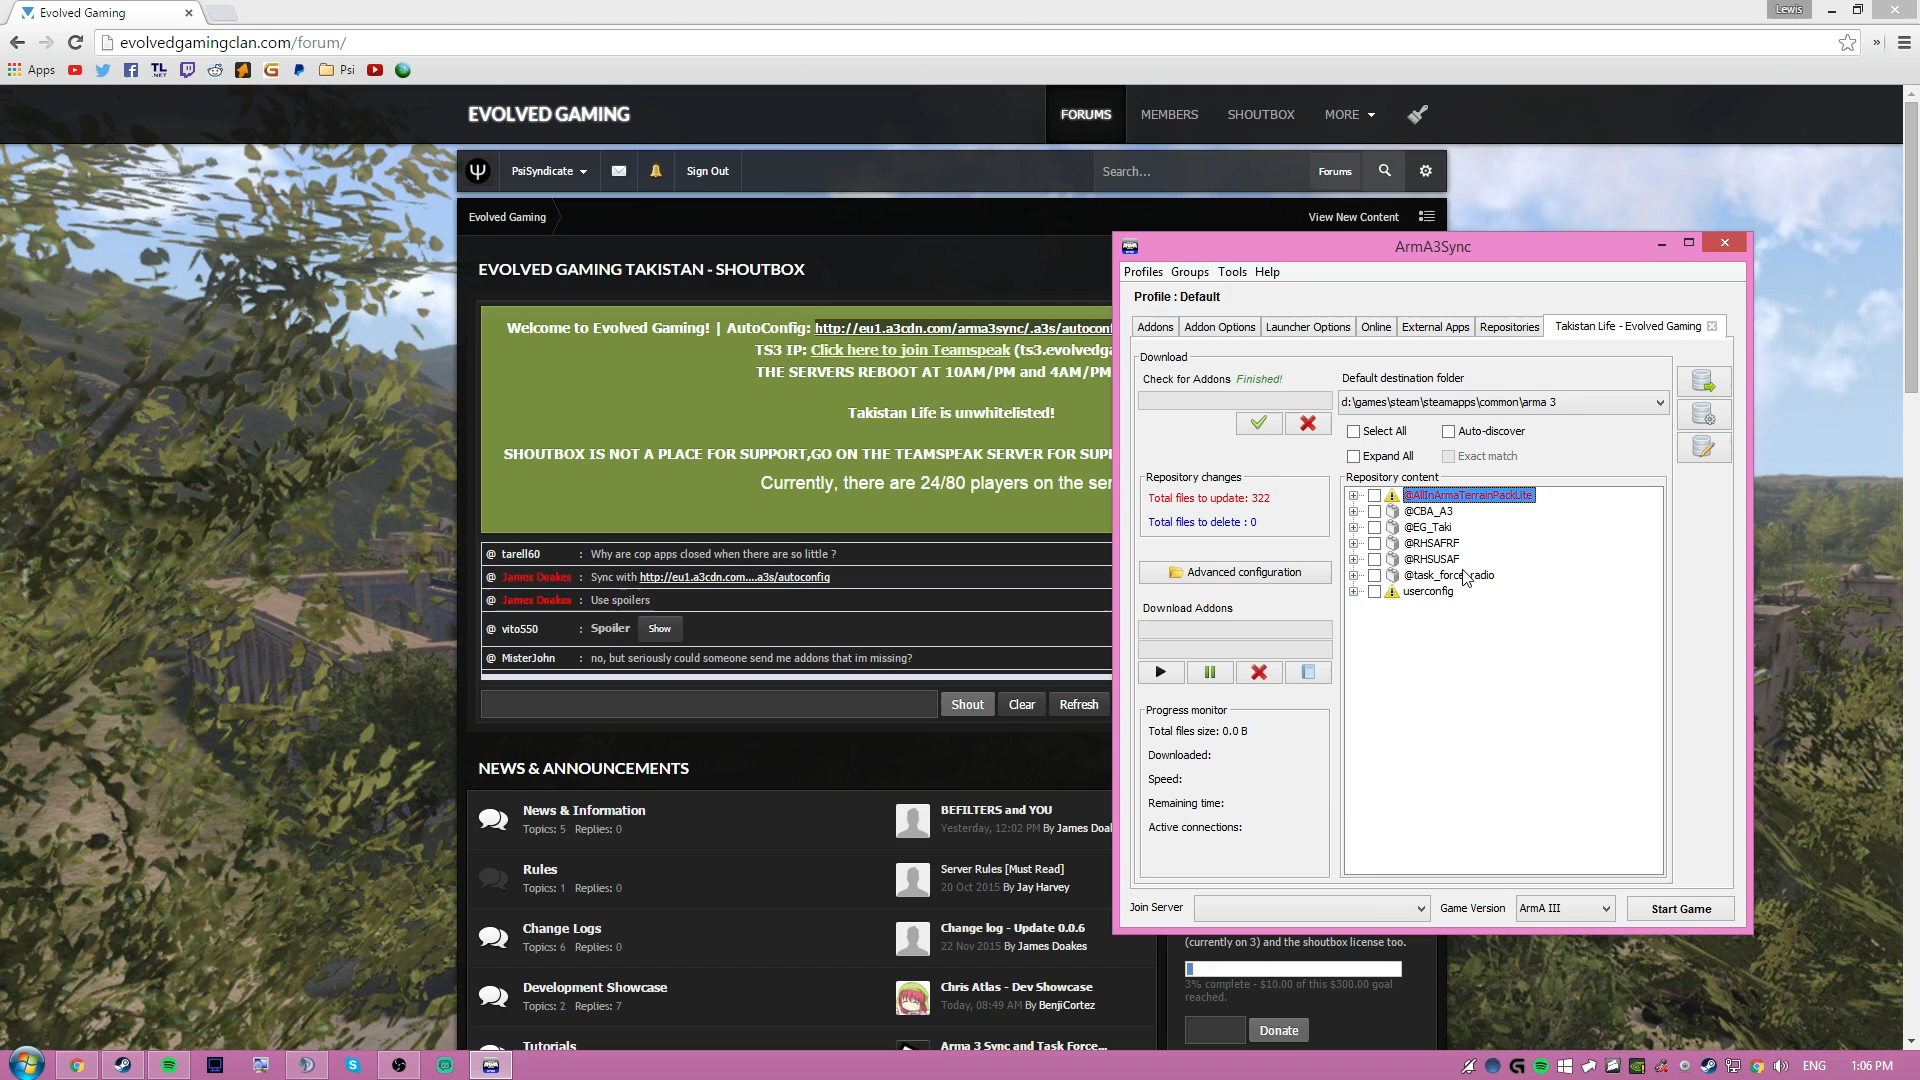 Evolved Gaming
Lewis
evolvedgamingclan.com/forum/
Apps
Psi
EVOLVED GAMING
FORUMS
MEMBERS
SHOUTBOX
MORE
PsiSyndicate
Sign Out
Search...
Forums
Evolved Gaming
View New Content
EVOLVED GAMING TAKISTAN - SHOUTBOX
Welcome to Evolved Gaming! | AutoConfig: http://eu1.a3cdn.com/arma3sync/.a3s/autoconf
TS3 IP: Click here to join Teamspeak (ts3.evolvedga
THE SERVERS REBOOT AT 10AM/PM and 4AM/PM
Takistan Life is unwhitelisted!
SHOUTBOX IS NOT A PLACE FOR SUPPORT,GO ON THE TEAMSPEAK SERVER FOR SUP
Currently, there are 24/80 players on the ser
@ tarell60 : Why are cop apps closed when there are so little ?
@ James Doakes : Sync with http://eu1.a3cdn.com....a3s/autoconfig
@ James Doakes : Use spoilers
@ vito550 : Spoiler Show
@ MisterJohn : no, but seriously could someone send me addons that im missing?
Shout
Clear
Refresh
NEWS & ANNOUNCEMENTS
News & Information
Topics: 5 Replies: 0
BEFILTERS and YOU
Yesterday, 12:02 PM By James Doal
Rules
Topics: 1 Replies: 0
Server Rules [Must Read]
20 Oct 2015 By Jay Harvey
Change Logs
Topics: 6 Replies: 0
Change log - Update 0.0.6
22 Nov 2015 By James Doakes
Development Showcase
Topics: 2 Replies: 7
Chris Atlas - Dev Showcase
Today, 08:49 AM By BenjiCortez
Tutorials
Arma 3 Sync and Task Force...
(currently on 3) and the shoutbox license too.
3% complete - $10.00 of this $300.00 goal
reached.
Donate
ArmA3Sync
Profiles
Groups
Tools
Help
Profile : Default
Addons
Addon Options
Launcher Options
Online
External Apps
Repositories
Takistan Life - Evolved Gaming
Download
Check for Addons Finished!
Default destination folder
d:\games\steam\steamapps\common\arma 3
Select All
Auto-discover
Expand All
Exact match
Repository changes
Total files to update: 322
Total files to delete : 0
Repository content
@AllInArmaTerrainPackLite
@CBA_A3
@EG_Taki
@RHSAFRF
@RHSUSAF
@task_force_radio
userconfig
Advanced configuration
Download Addons
Progress monitor
Total files size: 0.0 B
Downloaded:
Speed:
Remaining time:
Active connections:
Join Server
Game Version
ArmA III
Start Game
ENG
1:06 PM